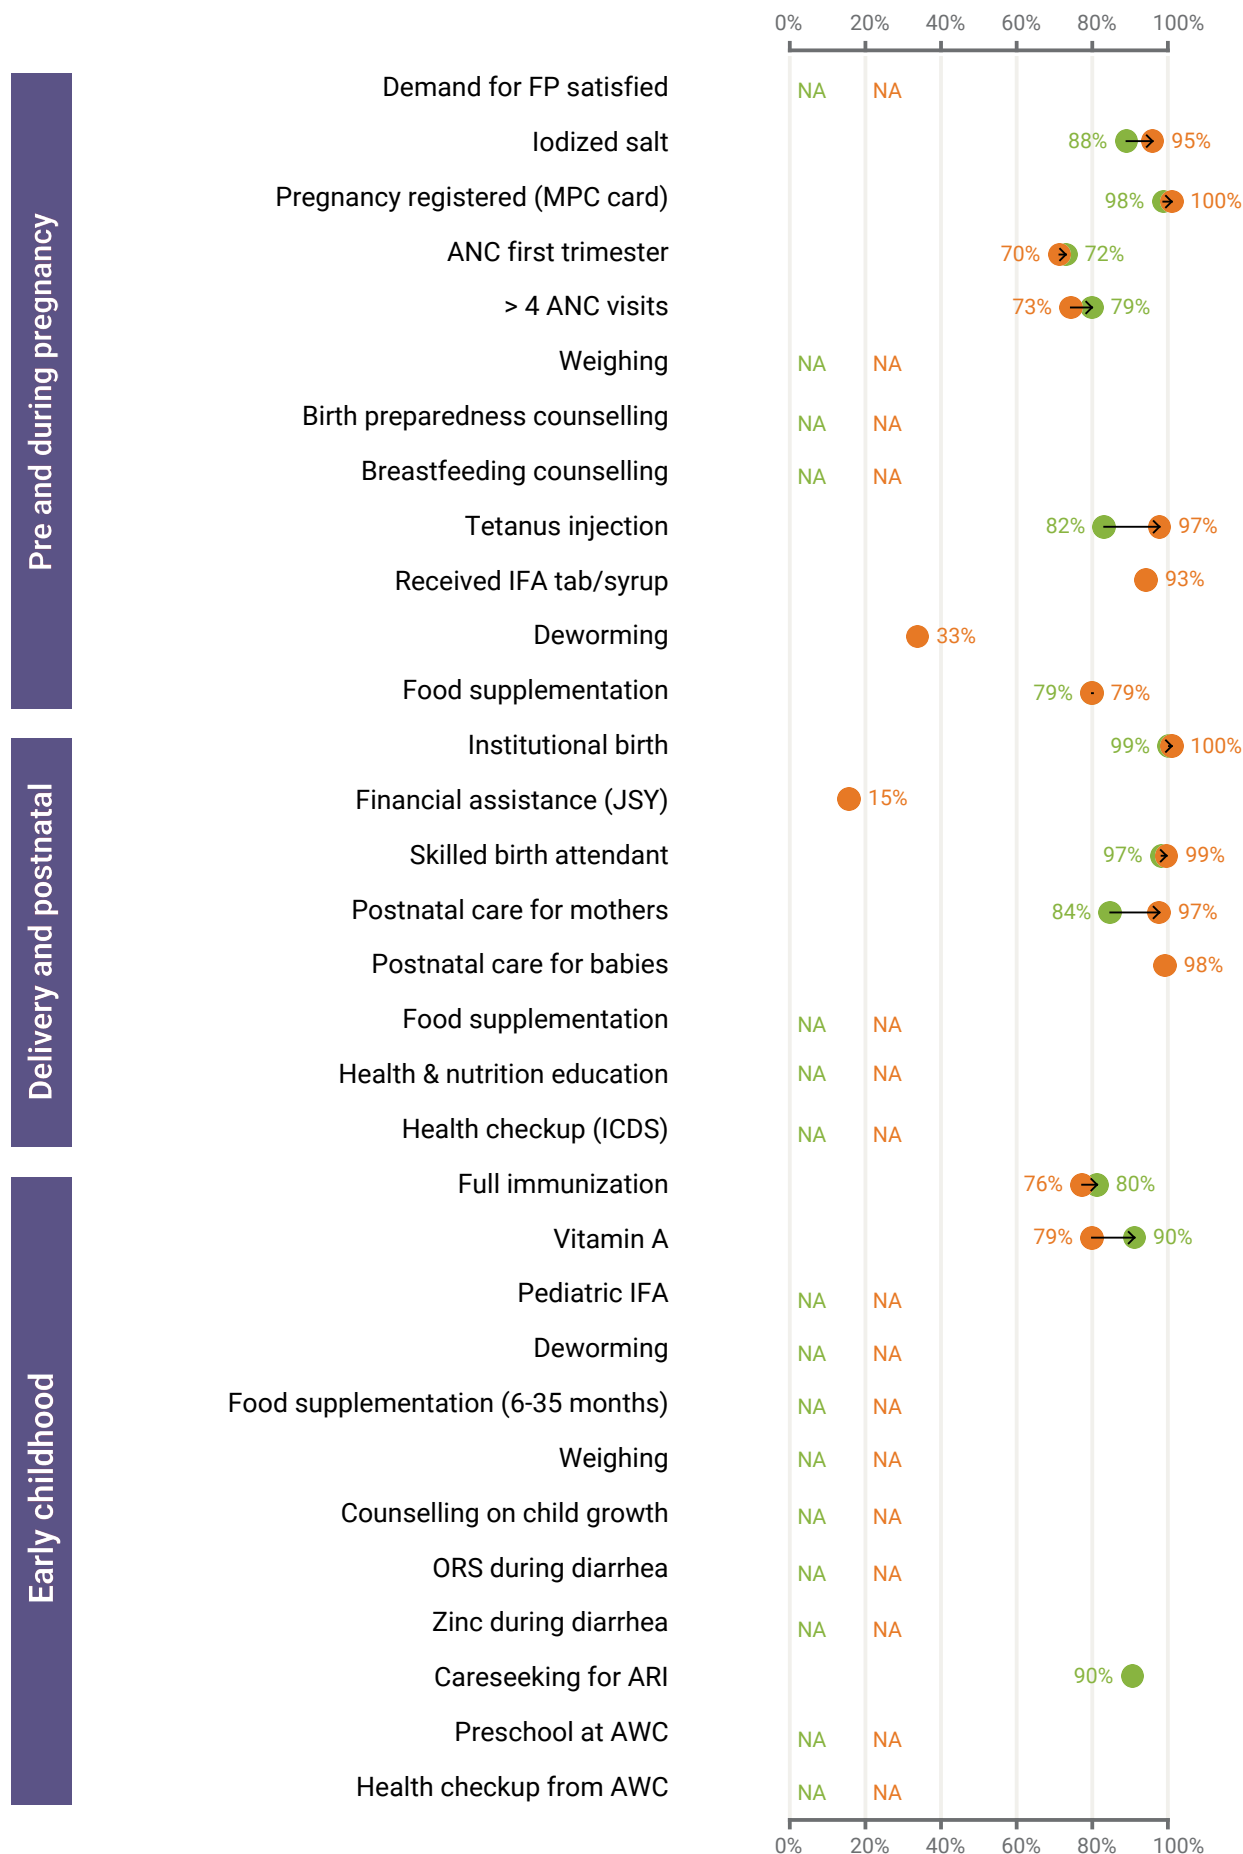 0% 20% 40% 60% 80% 100%
Pre and during pregnancy
Demand for FP satisfied NA NA
Iodized salt 88% 95%
Pregnancy registered (MPC card) 98% 100%
ANC first trimester 70% 72%
> 4 ANC visits 73% 79%
Weighing NA NA
Birth preparedness counselling NA NA
Breastfeeding counselling NA NA
Tetanus injection 82% 97%
Received IFA tab/syrup 93%
Deworming 33%
Food supplementation 79% 79%
Delivery and postnatal
Institutional birth 99% 100%
Financial assistance (JSY) 15%
Skilled birth attendant 97% 99%
Postnatal care for mothers 84% 97%
Postnatal care for babies 98%
Food supplementation NA NA
Health & nutrition education NA NA
Health checkup (ICDS) NA NA
Early childhood
Full immunization 76% 80%
Vitamin A 79% 90%
Pediatric IFA NA NA
Deworming NA NA
Food supplementation (6-35 months) NA NA
Weighing NA NA
Counselling on child growth NA NA
ORS during diarrhea NA NA
Zinc during diarrhea NA NA
Careseeking for ARI 90%
Preschool at AWC NA NA
Health checkup from AWC NA NA
0% 20% 40% 60% 80% 100%